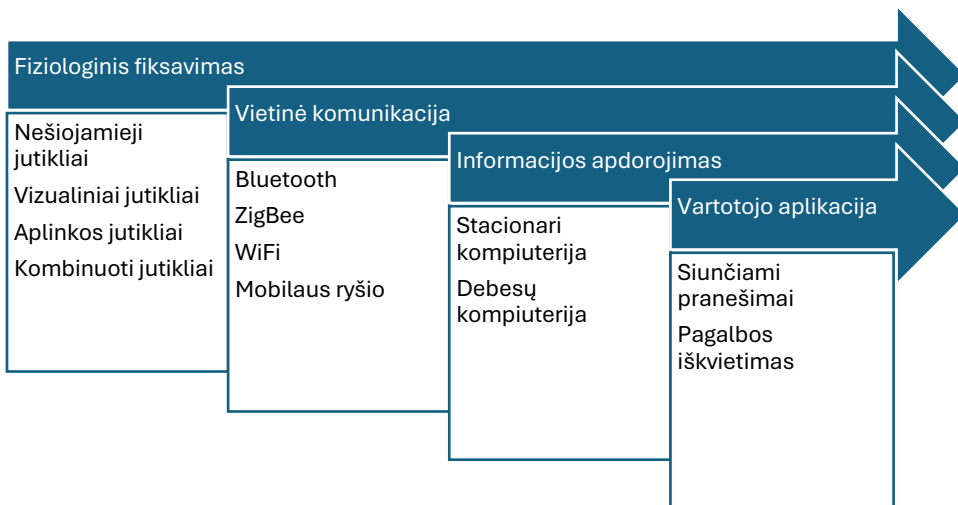 Fiziologinis fiksavimas
Nešiojamieji
jutikliai
Vizualiniai jutikliai
Aplinkos jutikliai
Kombinuoti jutikliai
Vietinė komunikacija
Bluetooth
ZigBee
WiFi
Mobilaus ryšio
Informacijos apdorojimas
Stacionari
kompiuterija
Debesų
kompiuterija
Vartotojo aplikacija
Siunčiami
pranešimai
Pagalbos
iškvietimas